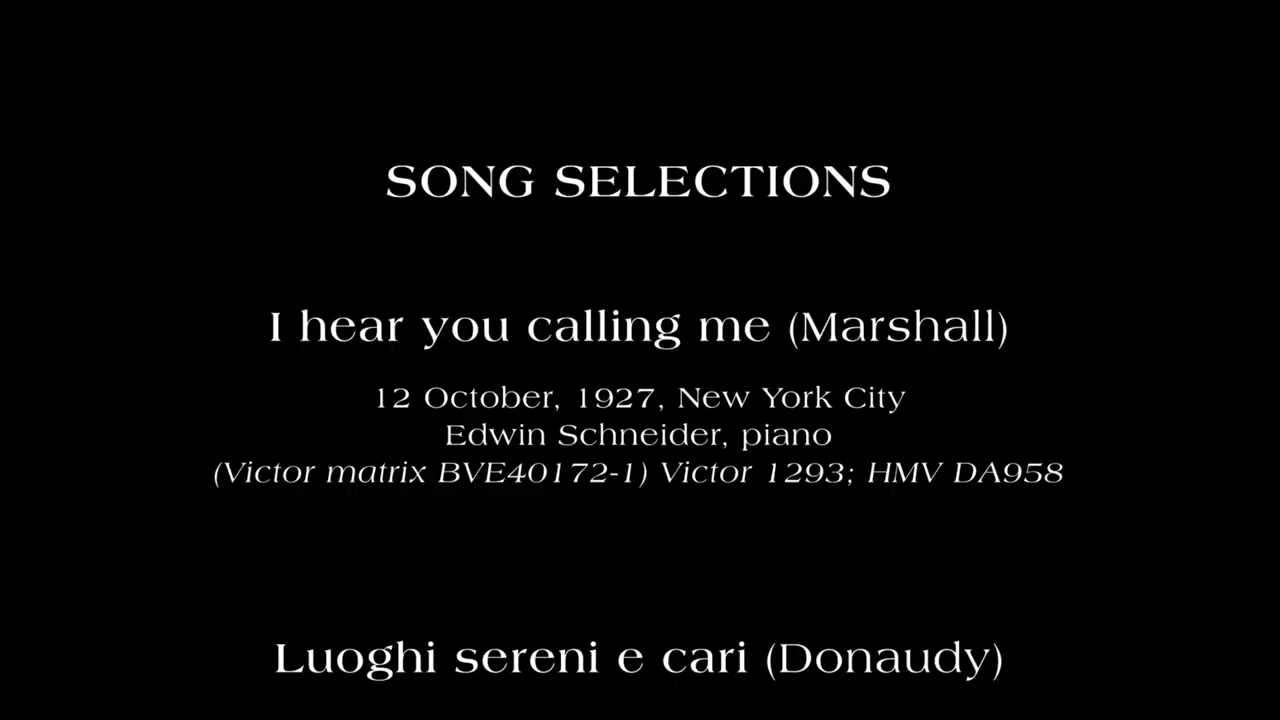 SONG SELECTIONS
I hear you calling me (Marshall)
12 October, 1927, New York City
Edwin Schneider, piano
(Victor matrix BVE40172-1) Victor 1293; HMV DA958
Luoghi sereni e cari (Donaudy)